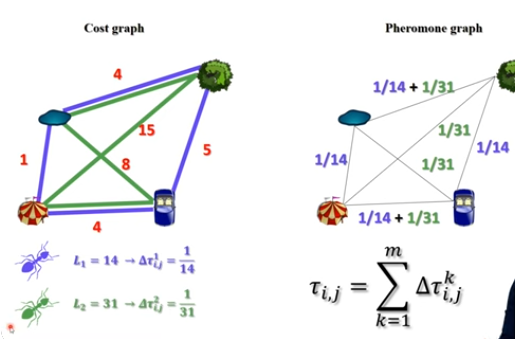 Cost graph
4
15
1
5
8
4
L₁ = 14 → Δτ¹ᵢ,ⱼ = 1/14
L₂ = 31 → Δτ²ᵢ,ⱼ = 1/31
Pheromone graph
1/14 + 1/31
1/31
1/14
1/14
1/31
1/14 + 1/31
τᵢ,ⱼ = ∑ₖ₌₁ᵐ Δτᵏᵢ,ⱼ